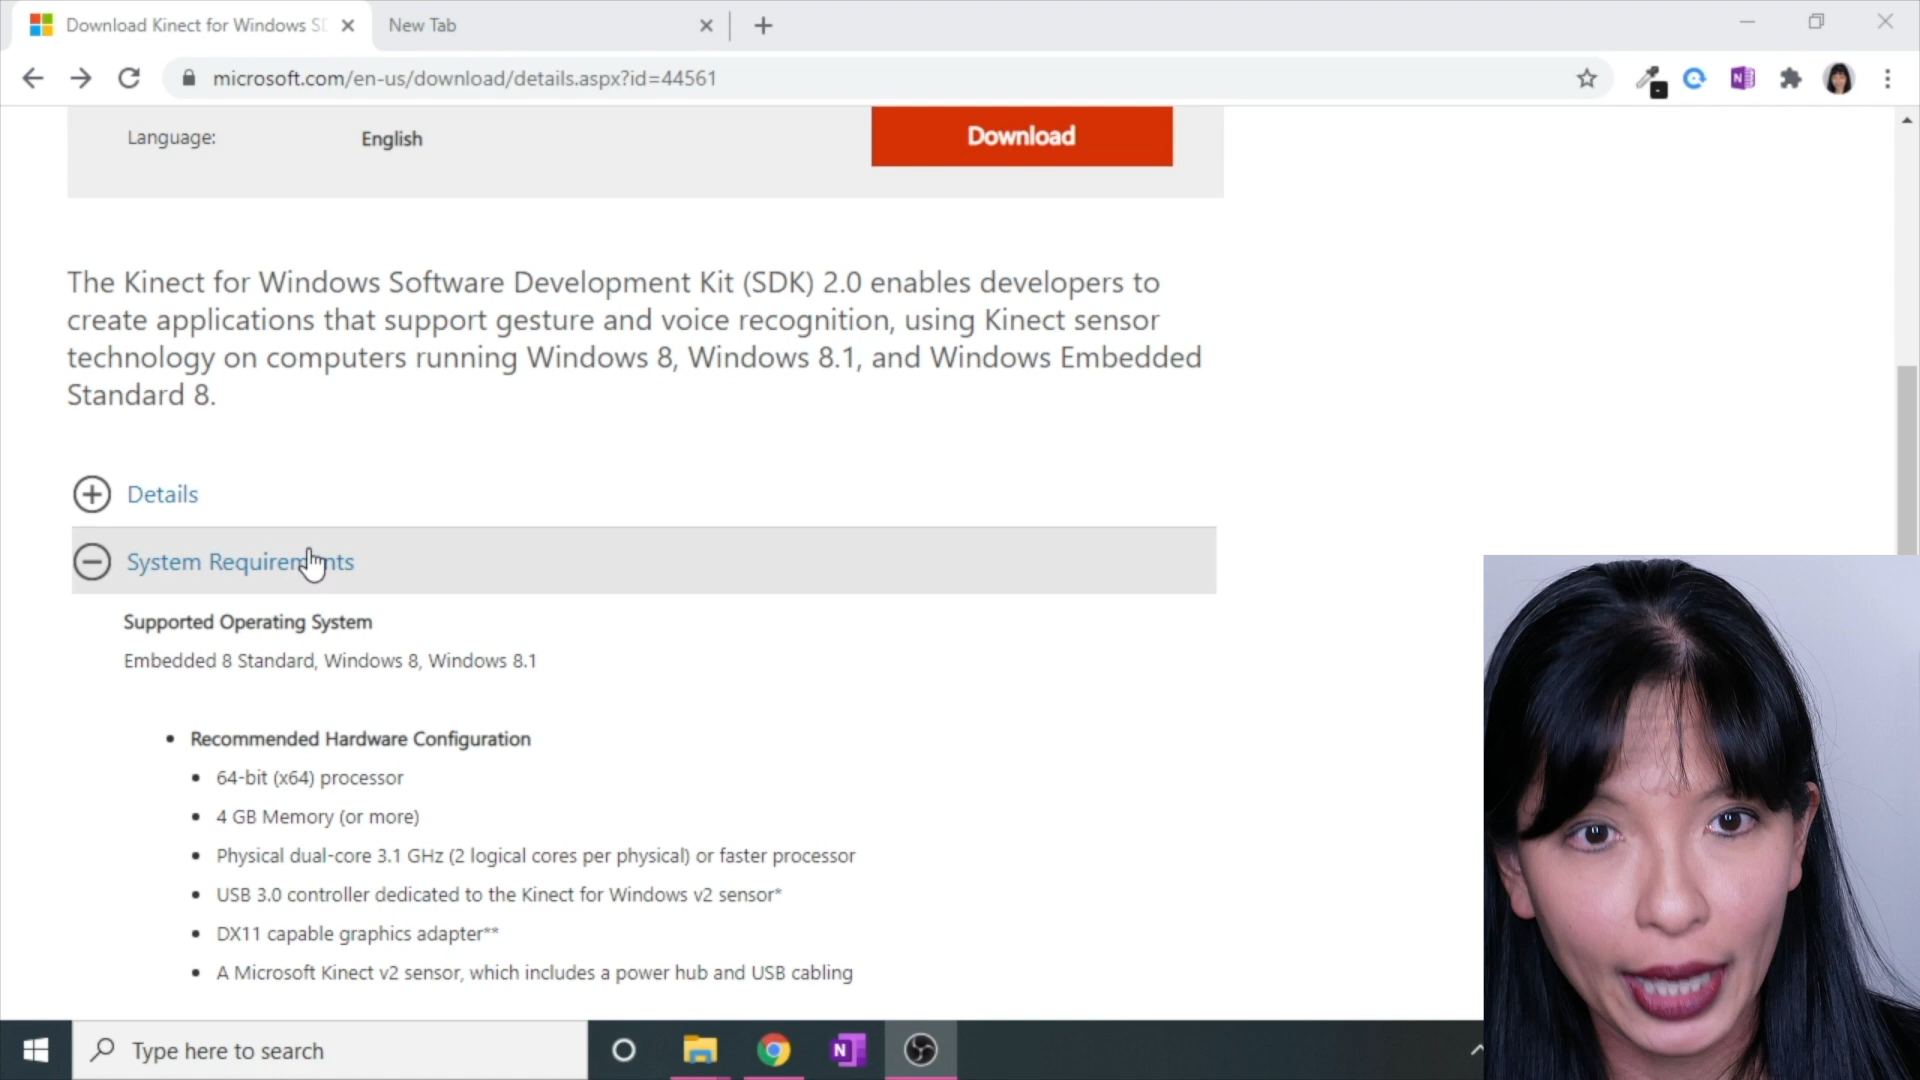 Download Kinect for Windows SD
New Tab
microsoft.com/en-us/download/details.aspx?id=44561
Language:
English
Download
The Kinect for Windows Software Development Kit (SDK) 2.0 enables developers to
create applications that support gesture and voice recognition, using Kinect sensor
technology on computers running Windows 8, Windows 8.1, and Windows Embedded
Standard 8.
Details
System Requirements
Supported Operating System
Embedded 8 Standard, Windows 8, Windows 8.1
• Recommended Hardware Configuration
• 64-bit (x64) processor
• 4 GB Memory (or more)
• Physical dual-core 3.1 GHz (2 logical cores per physical) or faster processor
• USB 3.0 controller dedicated to the Kinect for Windows v2 sensor*
• DX11 capable graphics adapter**
• A Microsoft Kinect v2 sensor, which includes a power hub and USB cabling
Type here to search